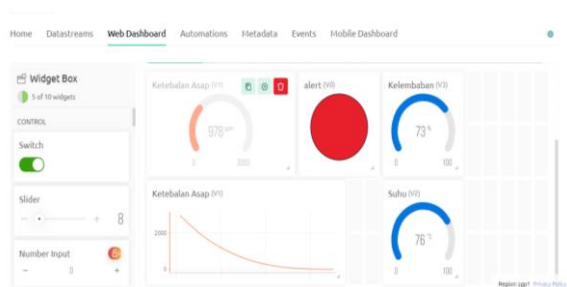 Home Datastreams Web Dashboard Automations Metadata Events Mobile Dashboard
Widget Box
5 of 10 widgets
CONTROL
Switch
Slider
− + 8
Number Input
− 0 +
Ketebalan Asap (V1)
978
0
alert (V0)
Kelembaban (V3)
73 %
0 100
Ketebalan Asap (V1)
2000
0
Suhu (V2)
76
0 100
Region: sgp1 Privacy Policy